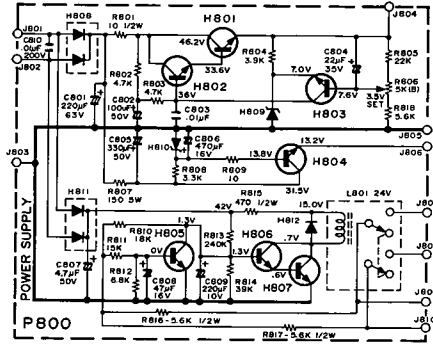 H808
J801
C810
.01µF
200V
J802
R801
10 1/2W
H801
46.2V
33.6V
R804
3.9K
C804
22µF
35V
J804
R805
22K
R806
5K(B)
3.5V
SET
R818
5.6K
7.0V
7.6V
H803
R802
4.7K
R803
4.7K
H802
36V
C801
220µF
63V
C802
100µF
50V
C803
.01µF
H809
J805
C805
330µF
50V
H810
C806
470µF
16V
13.2V
J806
13.8V
H804
R808
3.3K
R809
10
31.5V
J803
R807
150 5W
H811
42V
R815
470 1/2W
15.0V
L801 24V
H812
R810
18K
1.3V
R811
15K
H805
R813
240K
H806
.7V
0V
1.3V
.6V
H807
R812
6.8K
C807
4.7µF
50V
C808
47µF
16V
C809
220µF
10V
R814
39K
R816-5.6K 1/2W
R817-5.6K 1/2W
POWER SUPPLY
P800
J810